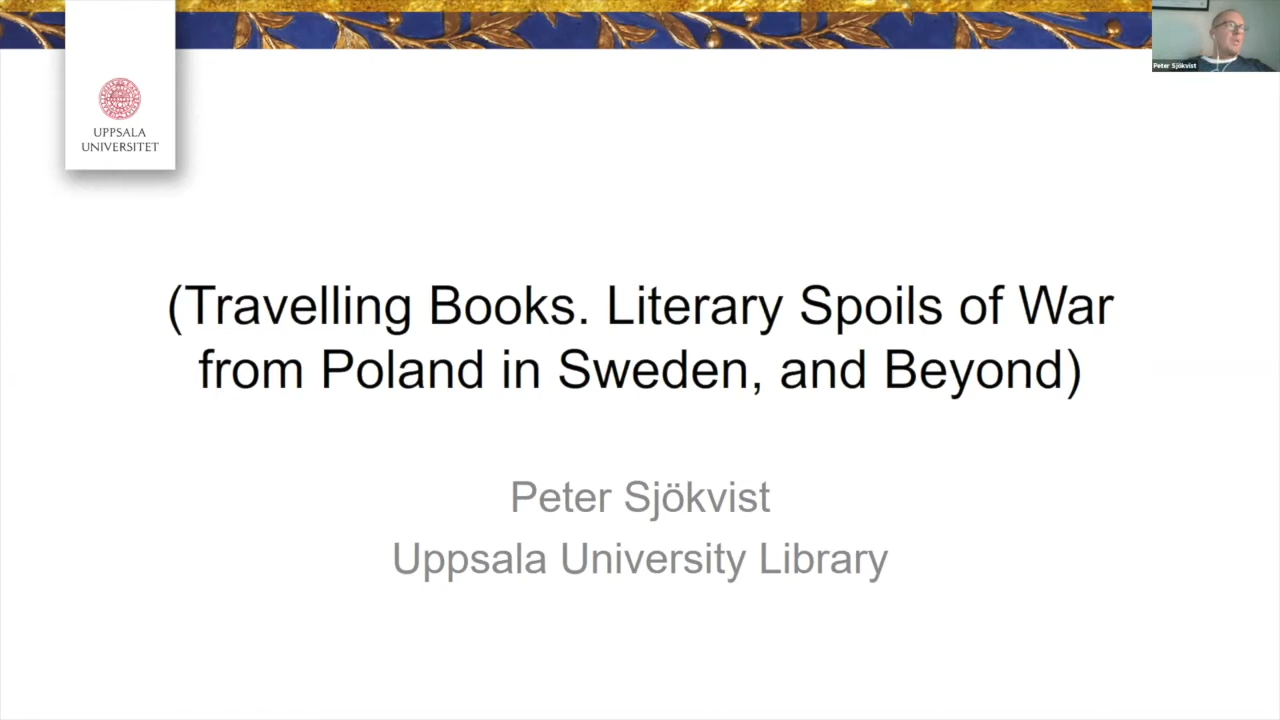 Peter Sjökvist
UPPSALA
UNIVERSITET
(Travelling Books. Literary Spoils of War
from Poland in Sweden, and Beyond)
Peter Sjökvist
Uppsala University Library